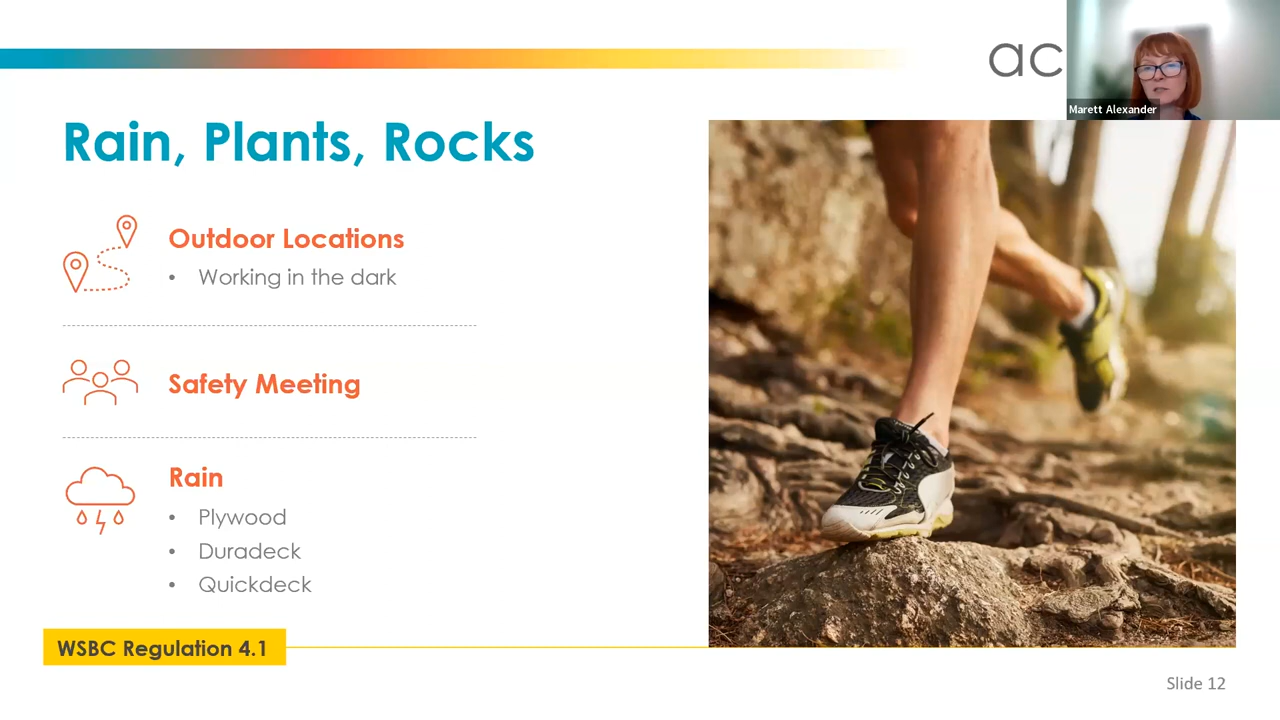 ac
Marett Alexander
Rain, Plants, Rocks
Outdoor Locations
• Working in the dark
Safety Meeting
Rain
• Plywood
• Duradeck
• Quickdeck
WSBC Regulation 4.1
Slide 12